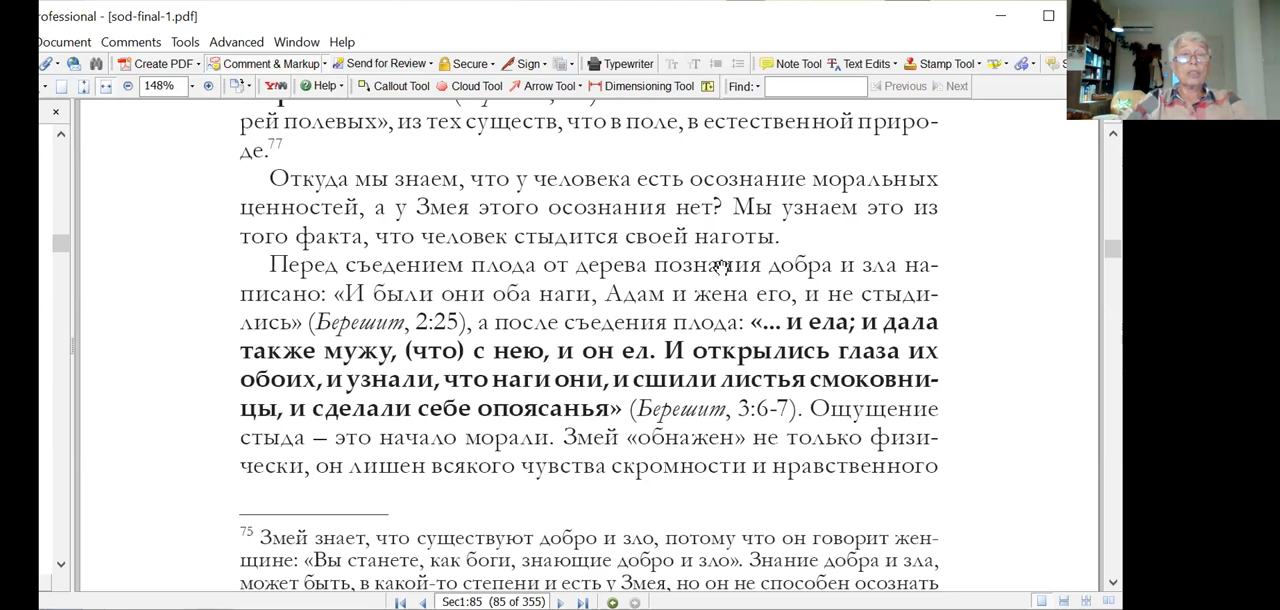 rofessional - [sod-final-1.pdf]
Document Comments Tools Advanced Window Help
Create PDF Comment & Markup Send for Review Secure Sign Typewriter Note Tool Text Edits Stamp Tool
148% Help Callout Tool Cloud Tool Arrow Tool Dimensioning Tool Find: Previous Next
рей полевых», из тех существ, что в поле, в естественной приро-
де.77
Откуда мы знаем, что у человека есть осознание моральных
ценностей, а у Змея этого осознания нет? Мы узнаем это из
того факта, что человек стыдится своей наготы.
Перед съедением плода от дерева познания добра и зла на-
писано: «И были они оба наги, Адам и жена его, и не стыди-
лись» (Берешит, 2:25), а после съедения плода: «... и ела; и дала
также мужу, (что) с нею, и он ел. И открылись глаза их
обоих, и узнали, что наги они, и сшили листья смоковни-
цы, и сделали себе опоясанья» (Берешит, 3:6-7). Ощущение
стыда – это начало морали. Змей «обнажен» не только физи-
чески, он лишен всякого чувства скромности и нравственного
75 Змей знает, что существуют добро и зло, потому что он говорит жен-
щине: «Вы станете, как боги, знающие добро и зло». Знание добра и зла,
может быть, в какой-то степени и есть у Змея, но он не способен осознать
Sec1:85 (85 of 355)